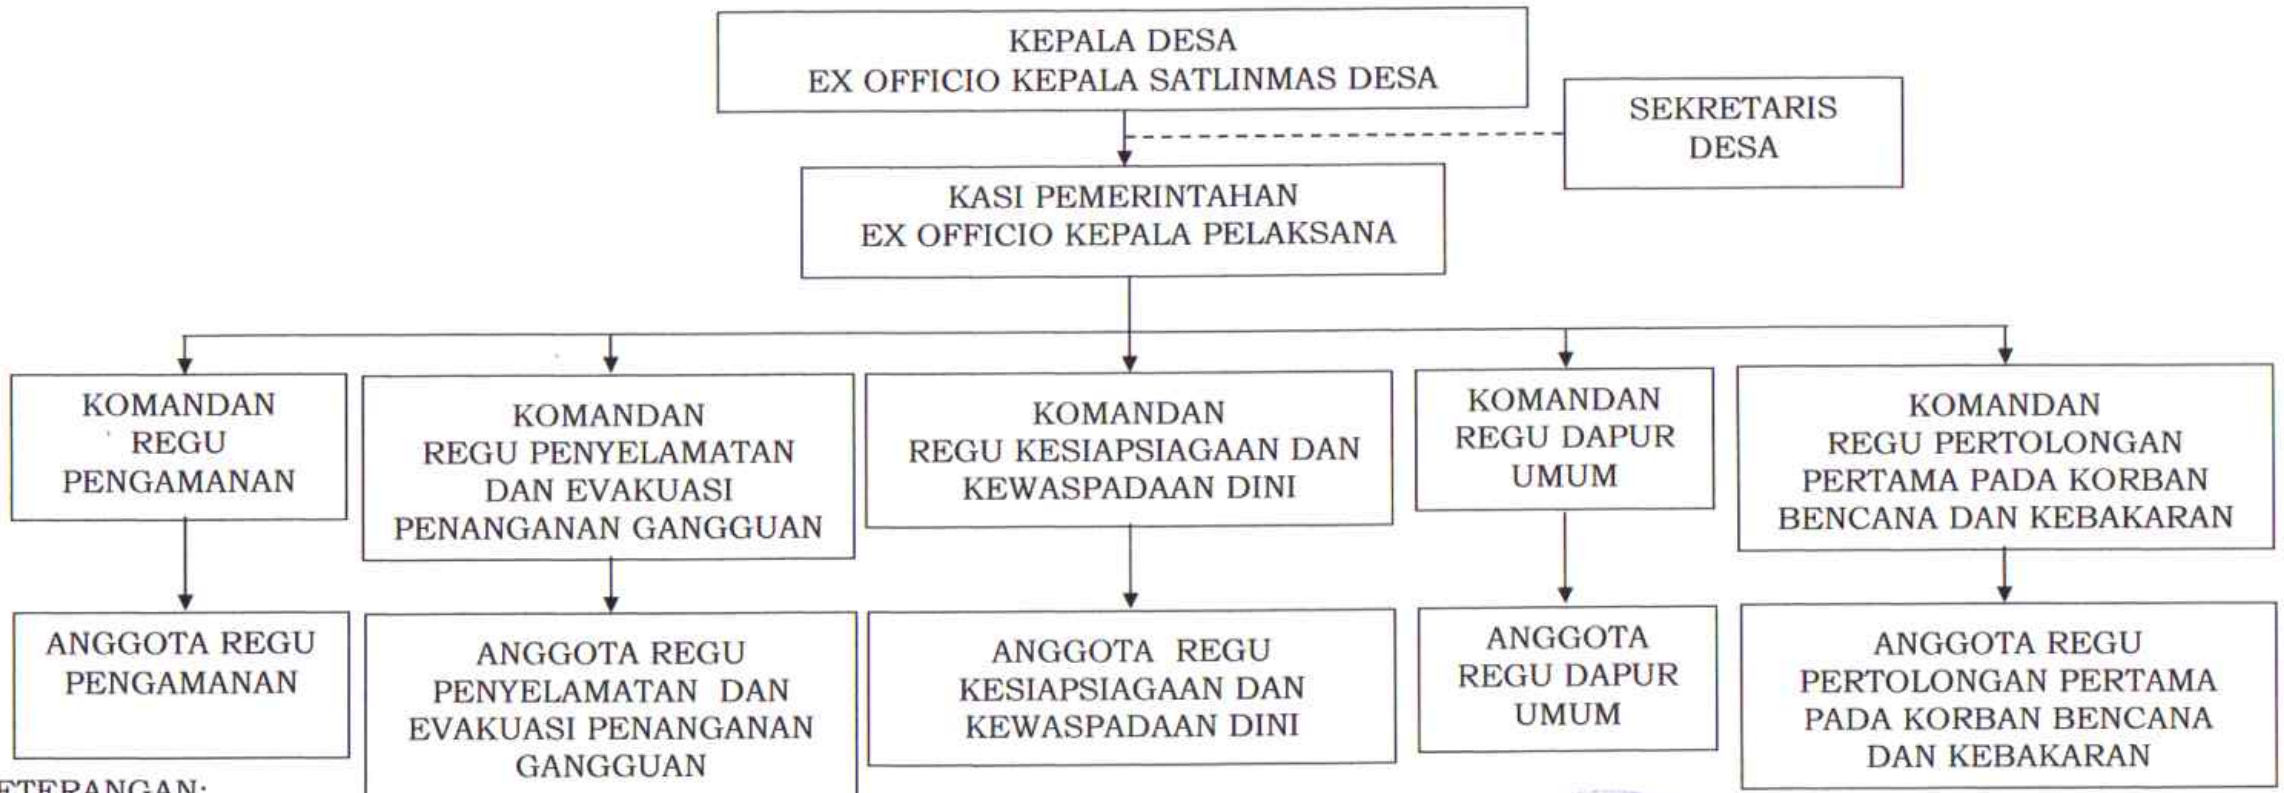 KEPALA DESA
EX OFFICIO KEPALA SATLINMAS DESA
SEKRETARIS
DESA
KASI PEMERINTAHAN
EX OFFICIO KEPALA PELAKSANA
KOMANDAN
REGU
PENGAMANAN
KOMANDAN
REGU PENYELAMATAN
DAN EVAKUASI
PENANGANAN GANGGUAN
KOMANDAN
REGU KESIAPSIAGAAN DAN
KEWASPADAAN DINI
KOMANDAN
REGU DAPUR
UMUM
KOMANDAN
REGU PERTOLONGAN
PERTAMA PADA KORBAN
BENCANA DAN KEBAKARAN
ANGGOTA REGU
PENGAMANAN
ANGGOTA REGU
PENYELAMATAN DAN
EVAKUASI PENANGANAN
GANGGUAN
ANGGOTA REGU
KESIAPSIAGAAN DAN
KEWASPADAAN DINI
ANGGOTA
REGU DAPUR
UMUM
ANGGOTA REGU
PERTOLONGAN PERTAMA
PADA KORBAN BENCANA
DAN KEBAKARAN
ETERANGAN: